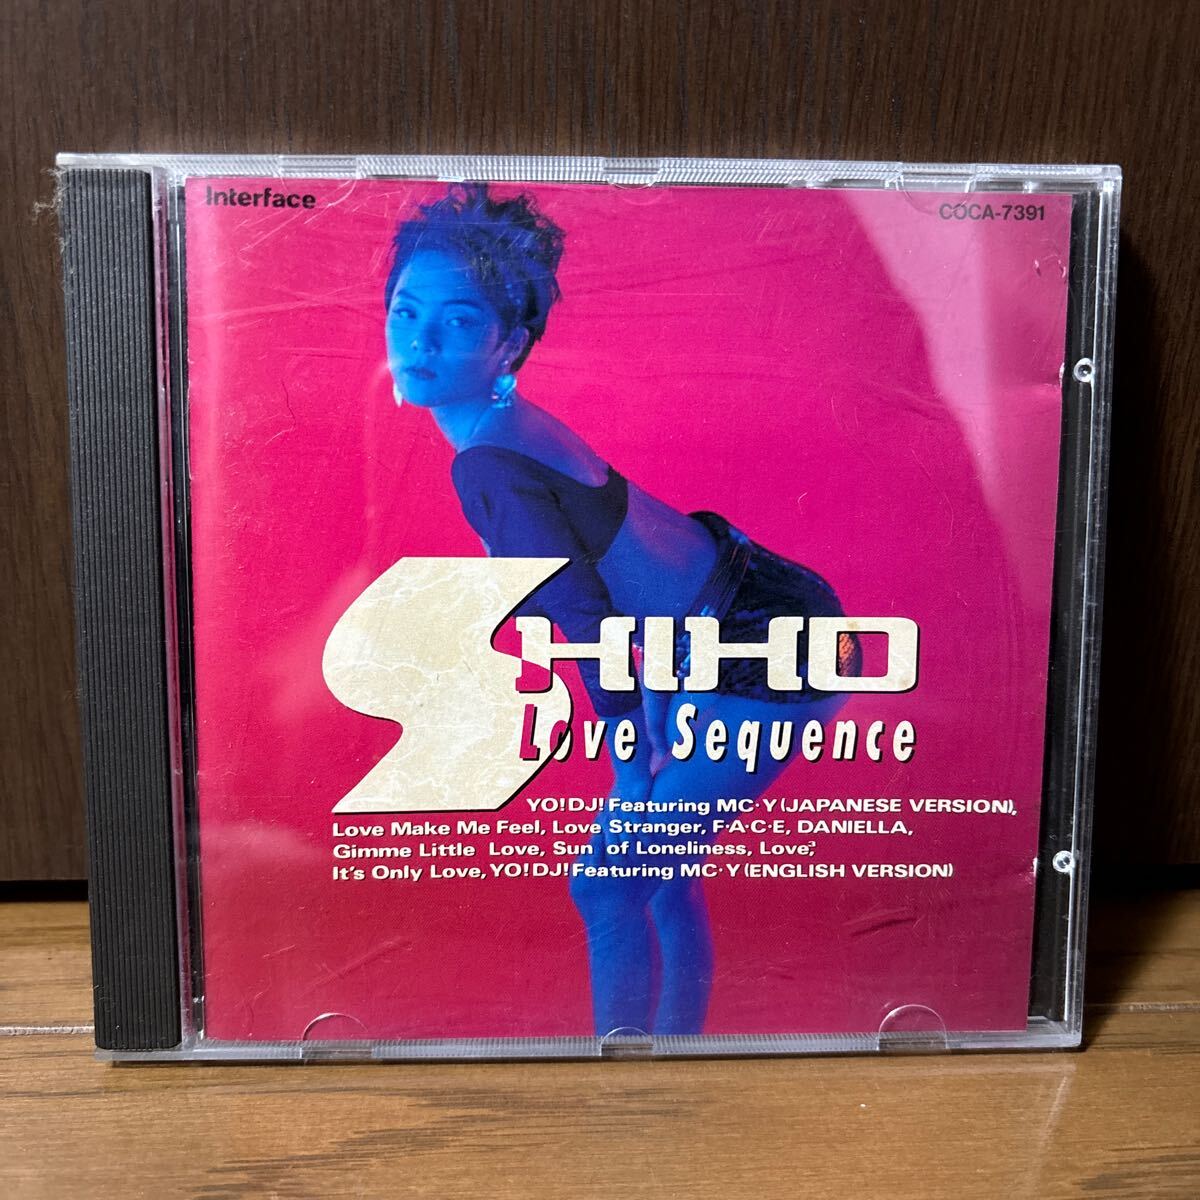 Interface
COCA-7391
SHIHO
Love Sequence
YO!DJ! Featuring MC·Y (JAPANESE VERSION),
Love Make Me Feel, Love Stranger, F·A·C·E, DANIELLA,
Gimme Little Love, Sun of Loneliness, Love³,
It's Only Love, YO!DJ! Featuring MC·Y (ENGLISH VERSION)